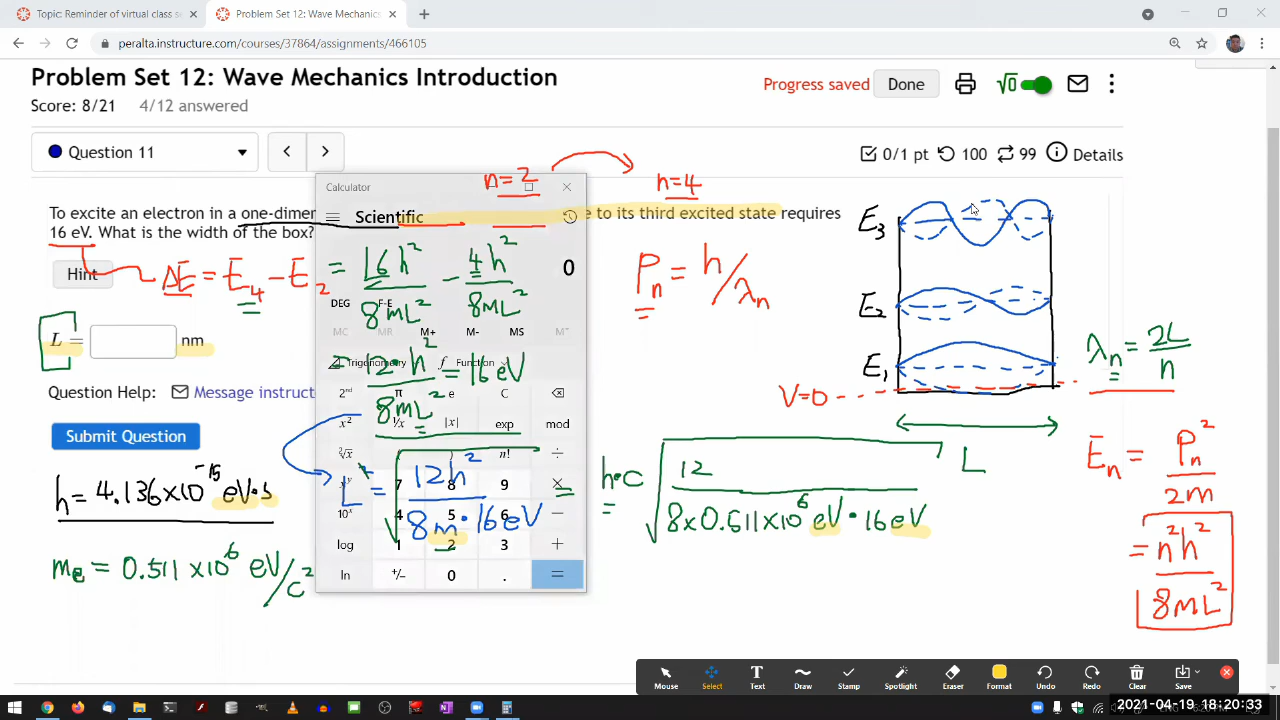 Topic: Reminder of virtual class se
Problem Set 12: Wave Mechanics
peralta.instructure.com/courses/37864/assignments/466105
Problem Set 12: Wave Mechanics Introduction
Progress saved
Done
√0
Score: 8/21
4/12 answered
Question 11
0/1 pt
100
99
Details
n=2
n=4
To excite an electron in a one-dimen
e to its third excited state requires
16 eV. What is the width of the box?
Hint
ΔE = E₄ - E₂ = 16h²/8mL² - 4h²/8mL²
= 12·h²/8mL² = 16eV
L =
nm
Question Help:
Message instruct
Submit Question
h = 4.136×10⁻¹⁵ eV·s
mₑ = 0.511 ×10⁶ eV/c²
Calculator
Scientific
0
DEG
F-E
MC
MR
M+
M-
MS
M˅
Trigonometry
Function
2ⁿᵈ
π
e
C
x²
¹/x
|x|
exp
mod
n!
÷
7
8
9
×
10ˣ
4
5
6
−
log
1
2
3
+
ln
+/-
0
.
=
L = √12h²/8m·16eV = h·c √12/8×0.511×10⁶ eV·16eV
Pₙ = h/λₙ
E₃
E₂
E₁
V=0
L
λₙ = 2L/n
Eₙ = Pₙ²/2m
= n²h²/8mL²
Mouse
Select
Text
Draw
Stamp
Spotlight
Eraser
Format
Undo
Redo
Clear
Save
2021-04-19 18:20:33